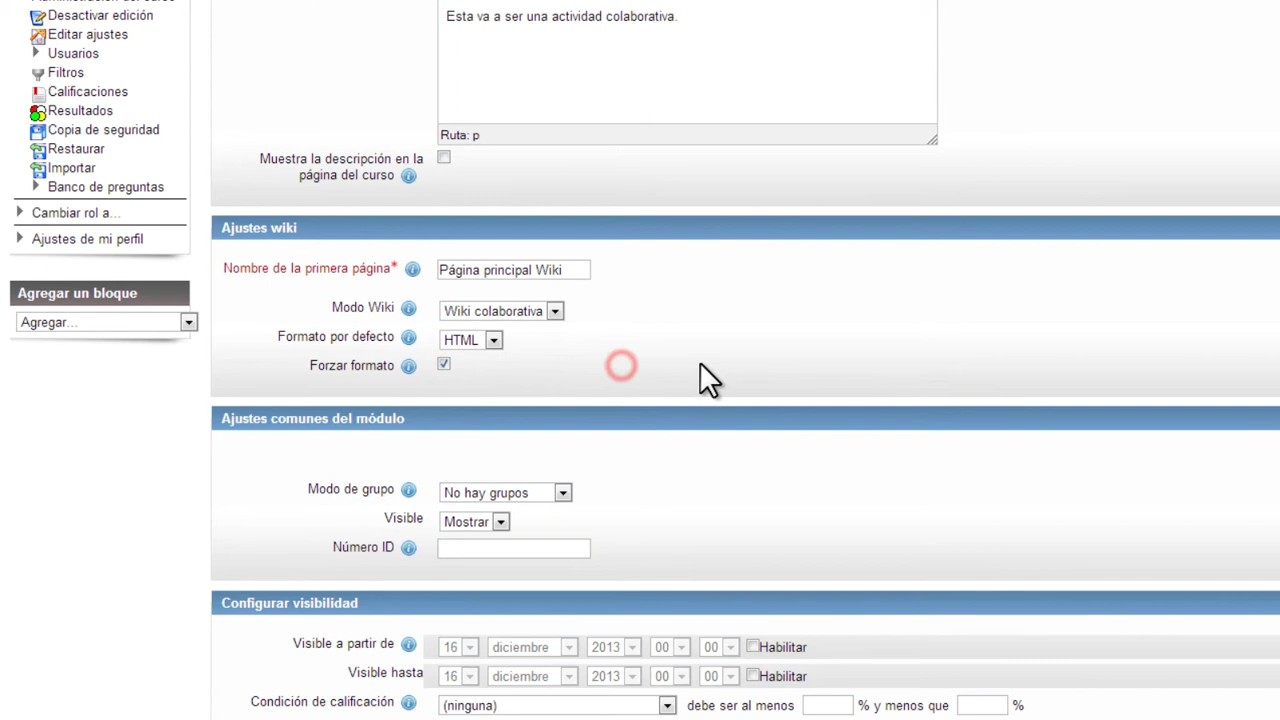 Desactivar edición
Editar ajustes
Usuarios
Filtros
Calificaciones
Resultados
Copia de seguridad
Restaurar
Importar
Banco de preguntas
Cambiar rol a...
Ajustes de mi perfil
Agregar un bloque
Agregar...
Esta va a ser una actividad colaborativa.
Ruta: p
Muestra la descripción en la
página del curso
Ajustes wiki
Nombre de la primera página* Página principal Wiki
Modo Wiki Wiki colaborativa
Formato por defecto HTML
Forzar formato
Ajustes comunes del módulo
Modo de grupo No hay grupos
Visible Mostrar
Número ID
Configurar visibilidad
Visible a partir de 16 diciembre 2013 00 00 Habilitar
Visible hasta 16 diciembre 2013 00 00 Habilitar
Condición de calificación (ninguna) debe ser al menos % y menos que %